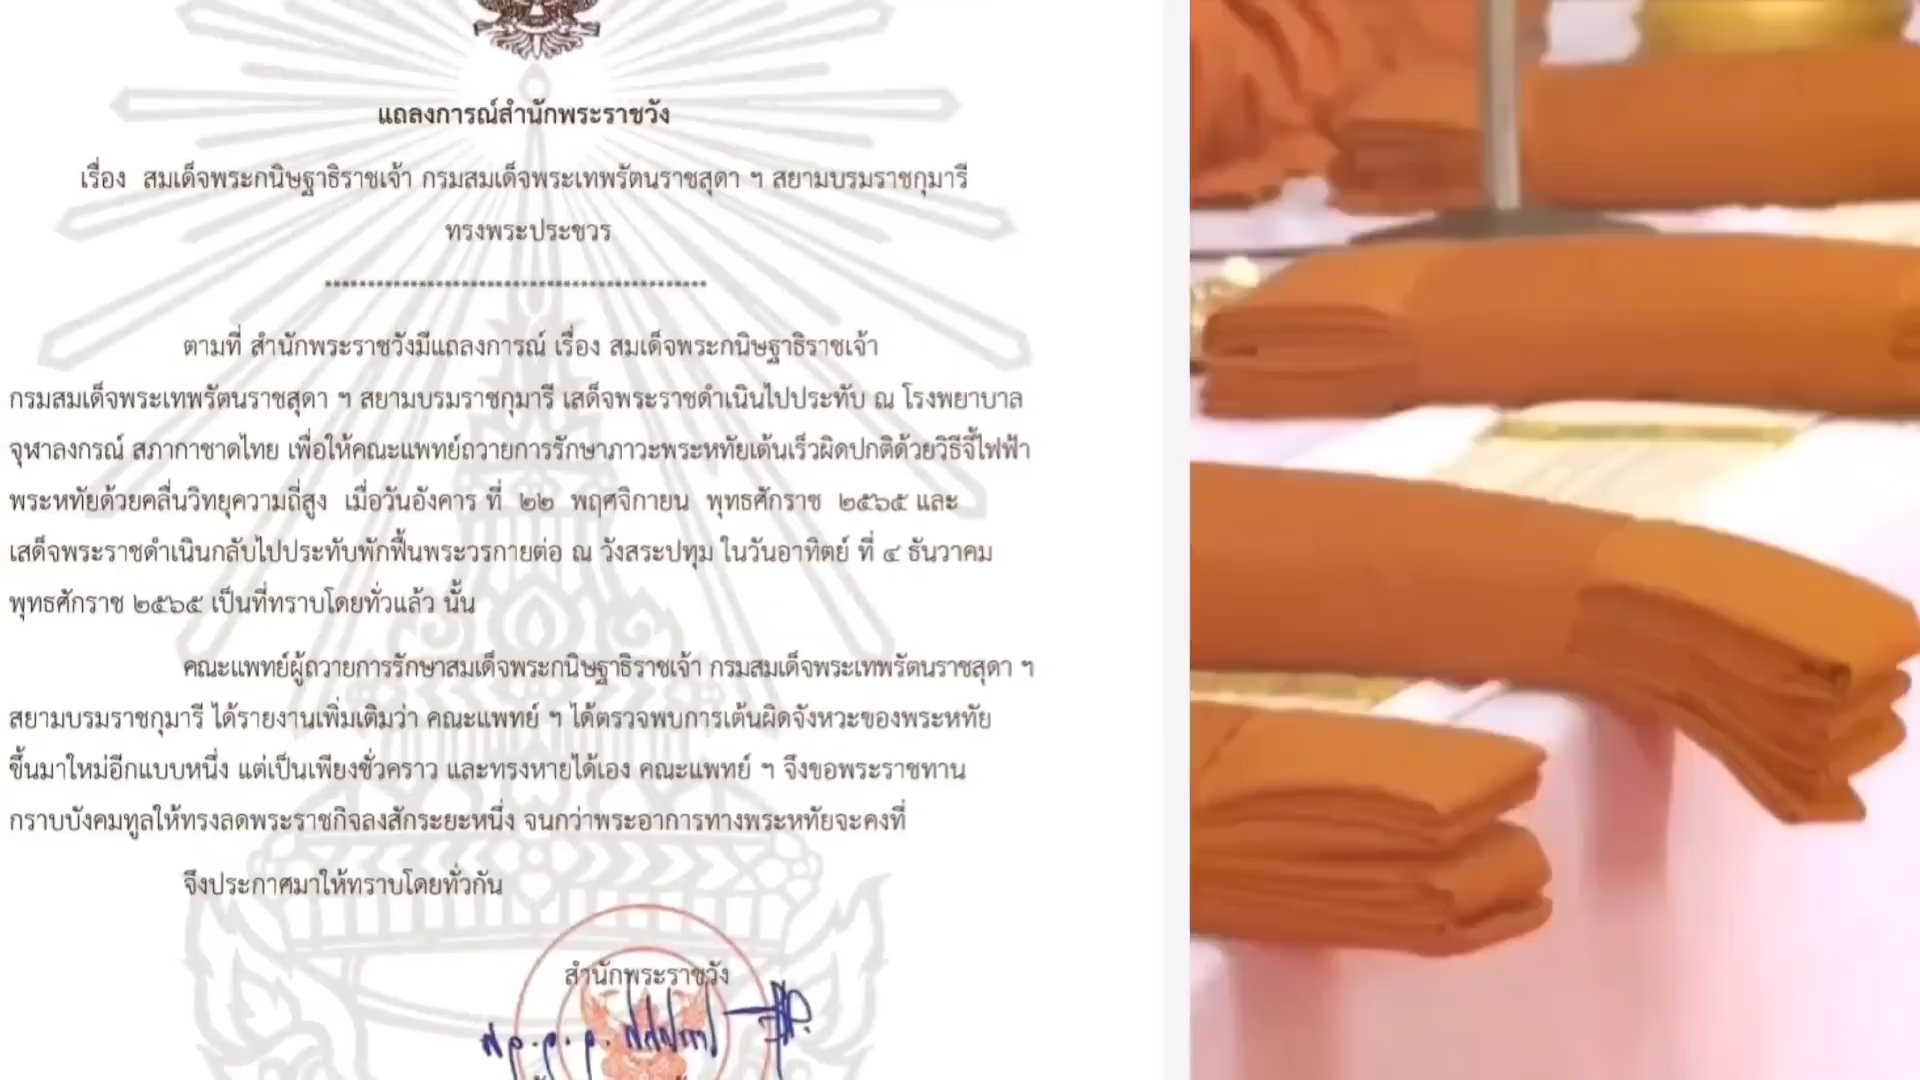 แถลงการณ์สำนักพระราชวัง
เรื่อง สมเด็จพระกนิษฐาธิราชเจ้า กรมสมเด็จพระเทพรัตนราชสุดา ฯ สยามบรมราชกุมารี
ทรงพระประชวร
ตามที่ สำนักพระราชวังมีแถลงการณ์ เรื่อง สมเด็จพระกนิษฐาธิราชเจ้า
กรมสมเด็จพระเทพรัตนราชสุดา ฯ สยามบรมราชกุมารี เสด็จพระราชดำเนินไปประทับ ณ โรงพยาบาล
จุฬาลงกรณ์ สภากาชาดไทย เพื่อให้คณะแพทย์ถวายการรักษาภาวะพระหทัยเต้นเร็วผิดปกติด้วยวิธีจี้ไฟฟ้า
พระหทัยด้วยคลื่นวิทยุความถี่สูง เมื่อวันอังคาร ที่ ๒๒ พฤศจิกายน พุทธศักราช ๒๕๖๕ และ
เสด็จพระราชดำเนินกลับไปประทับพักฟื้นพระวรกายต่อ ณ วังสระปทุม ในวันอาทิตย์ ที่ ๔ ธันวาคม
พุทธศักราช ๒๕๖๕ เป็นที่ทราบโดยทั่วแล้ว นั้น
คณะแพทย์ผู้ถวายการรักษาสมเด็จพระกนิษฐาธิราชเจ้า กรมสมเด็จพระเทพรัตนราชสุดา ฯ
สยามบรมราชกุมารี ได้รายงานเพิ่มเติมว่า คณะแพทย์ ฯ ได้ตรวจพบการเต้นผิดจังหวะของพระหทัย
ขึ้นมาใหม่อีกแบบหนึ่ง แต่เป็นเพียงชั่วคราว และทรงหายได้เอง คณะแพทย์ ฯ จึงขอพระราชทาน
กราบบังคมทูลให้ทรงลดพระราชกิจลงสักระยะหนึ่ง จนกว่าพระอาการทางพระหทัยจะคงที่
จึงประกาศมาให้ทราบโดยทั่วกัน
สำนักพระราชวัง